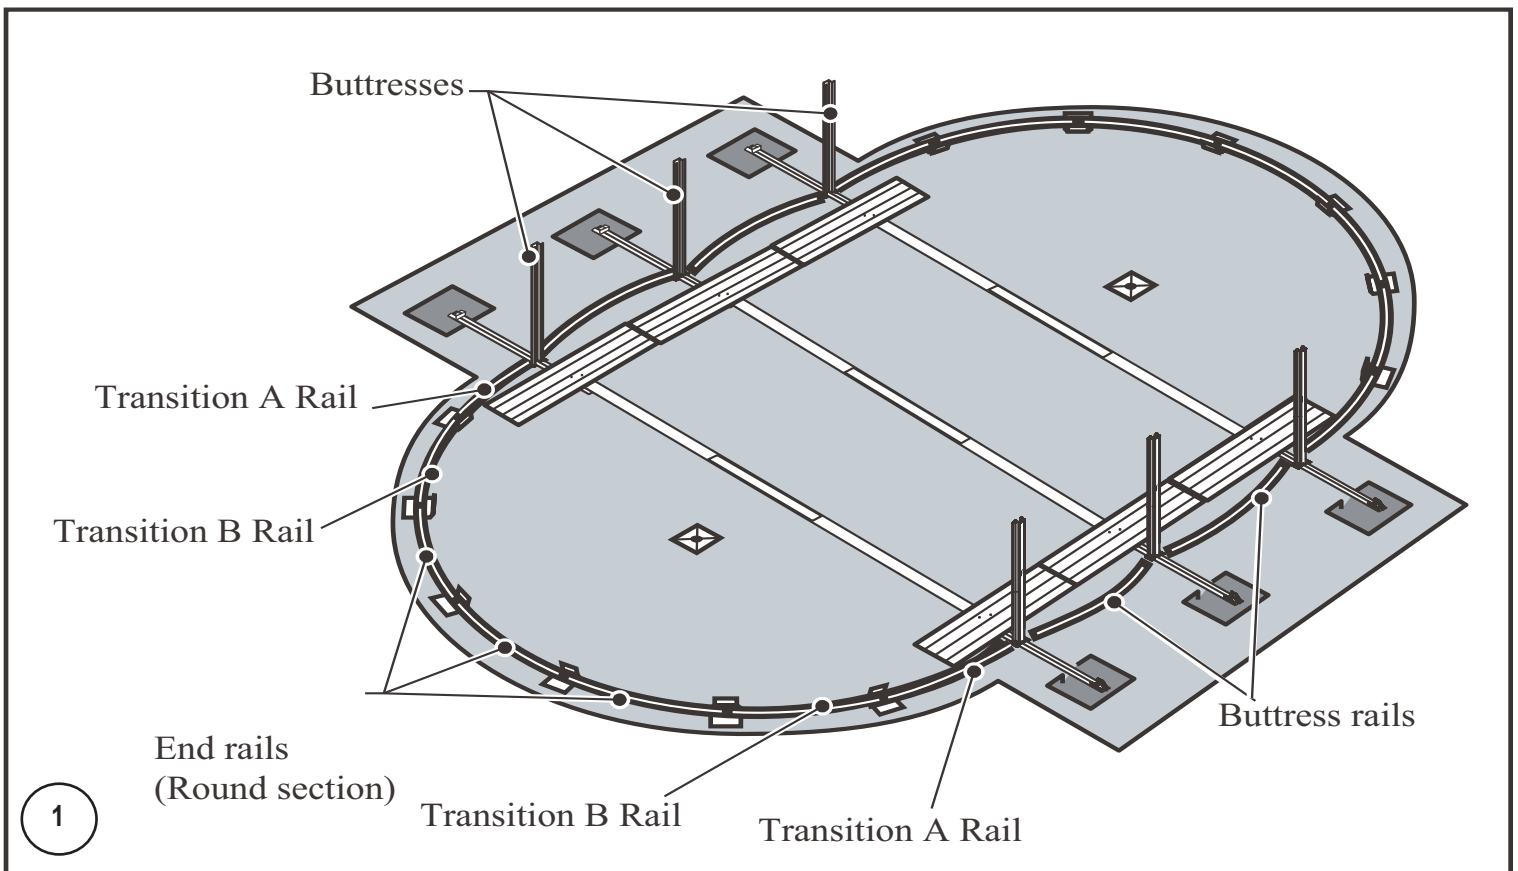 Buttresses
Transition A Rail
Transition B Rail
Buttress rails
End rails
(Round section)
Transition B Rail
Transition A Rail
1